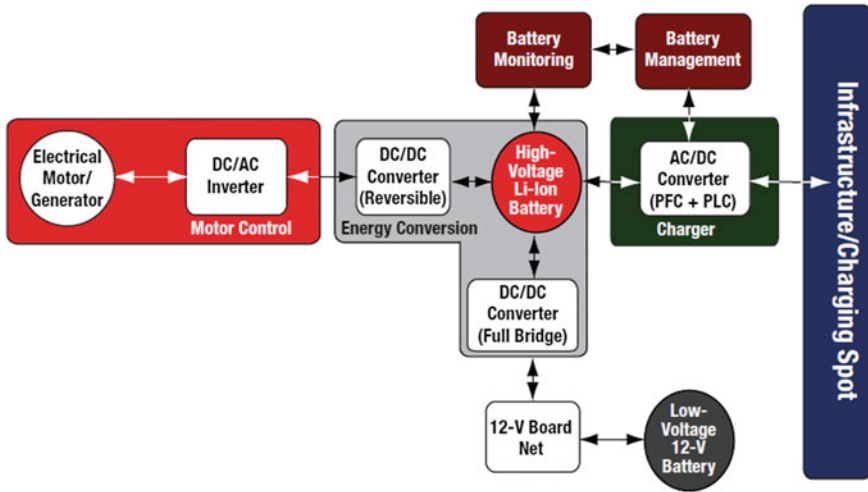 Battery
Monitoring
Battery
Management
Electrical
Motor/
Generator
DC/AC
Inverter
Motor Control
DC/DC
Converter
(Reversible)
Energy Conversion
High-
Voltage
Li-Ion
Battery
AC/DC
Converter
(PFC + PLC)
Charger
Infrastructure/Charging Spot
DC/DC
Converter
(Full Bridge)
12-V Board
Net
Low-
Voltage
12-V
Battery